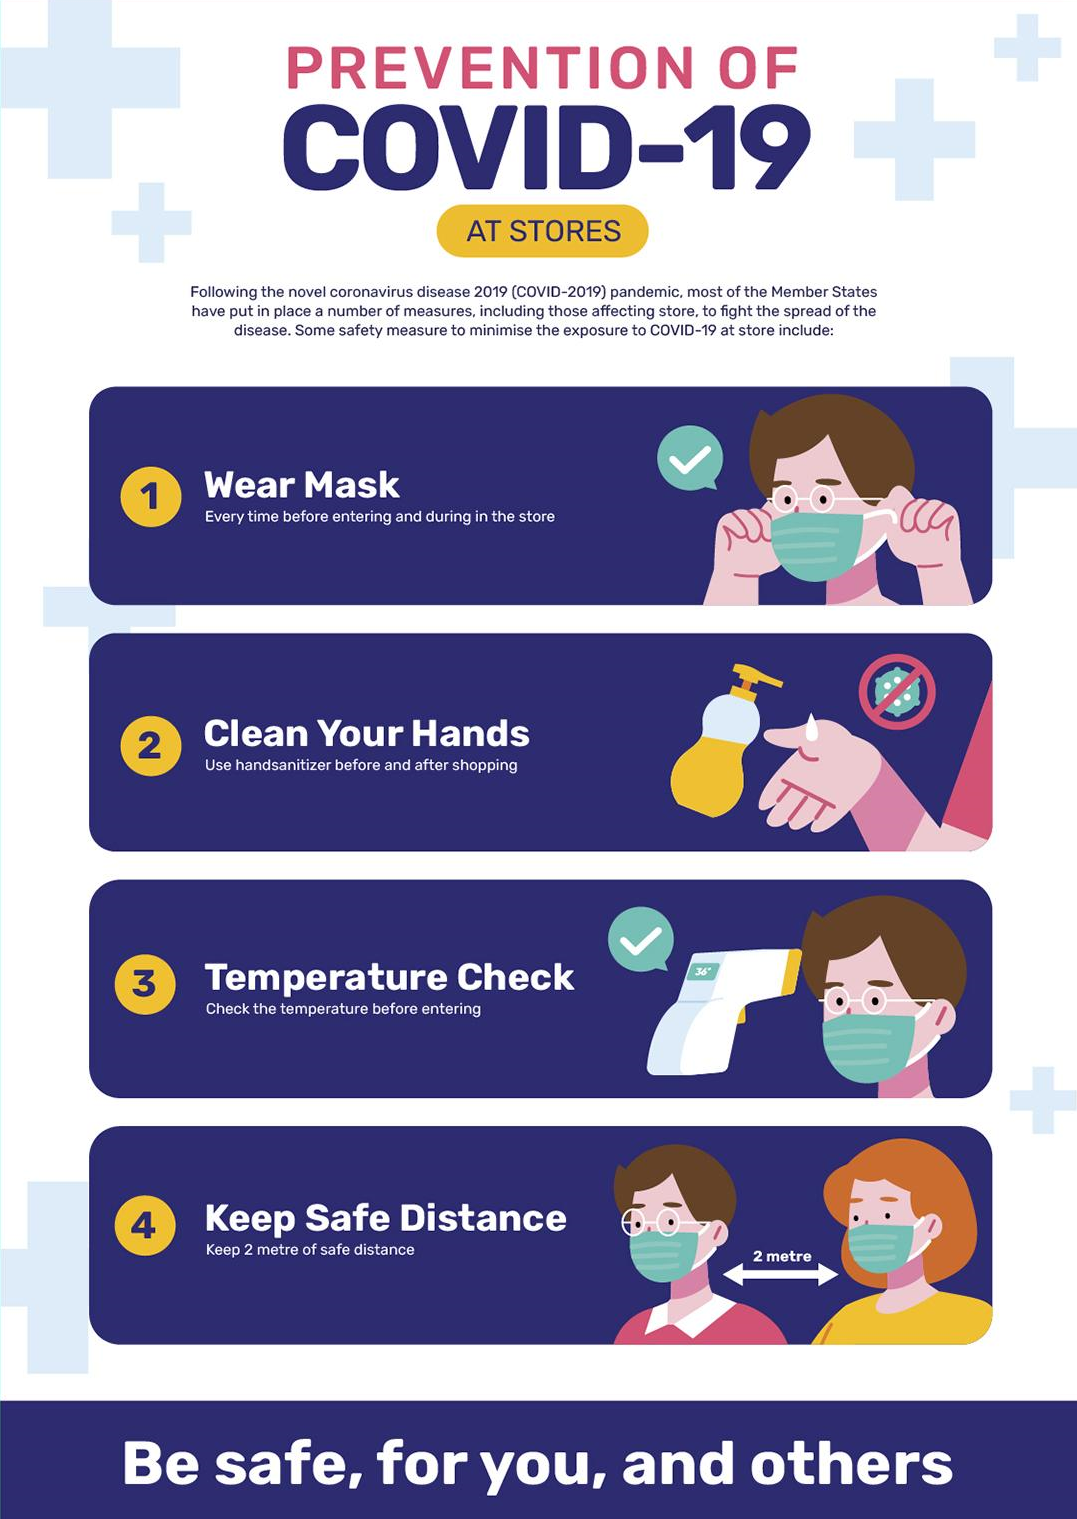 PREVENTION OF
COVID-19
AT STORES
Following the novel coronavirus disease 2019 (COVID-2019) pandemic, most of the Member States
have put in place a number of measures, including those affecting store, to fight the spread of the
disease. Some safety measure to minimise the exposure to COVID-19 at store include:
1
Wear Mask
Every time before entering and during in the store
2
Clean Your Hands
Use handsanitizer before and after shopping
3
Temperature Check
Check the temperature before entering
36°
4
Keep Safe Distance
Keep 2 metre of safe distance
2 metre
Be safe, for you, and others